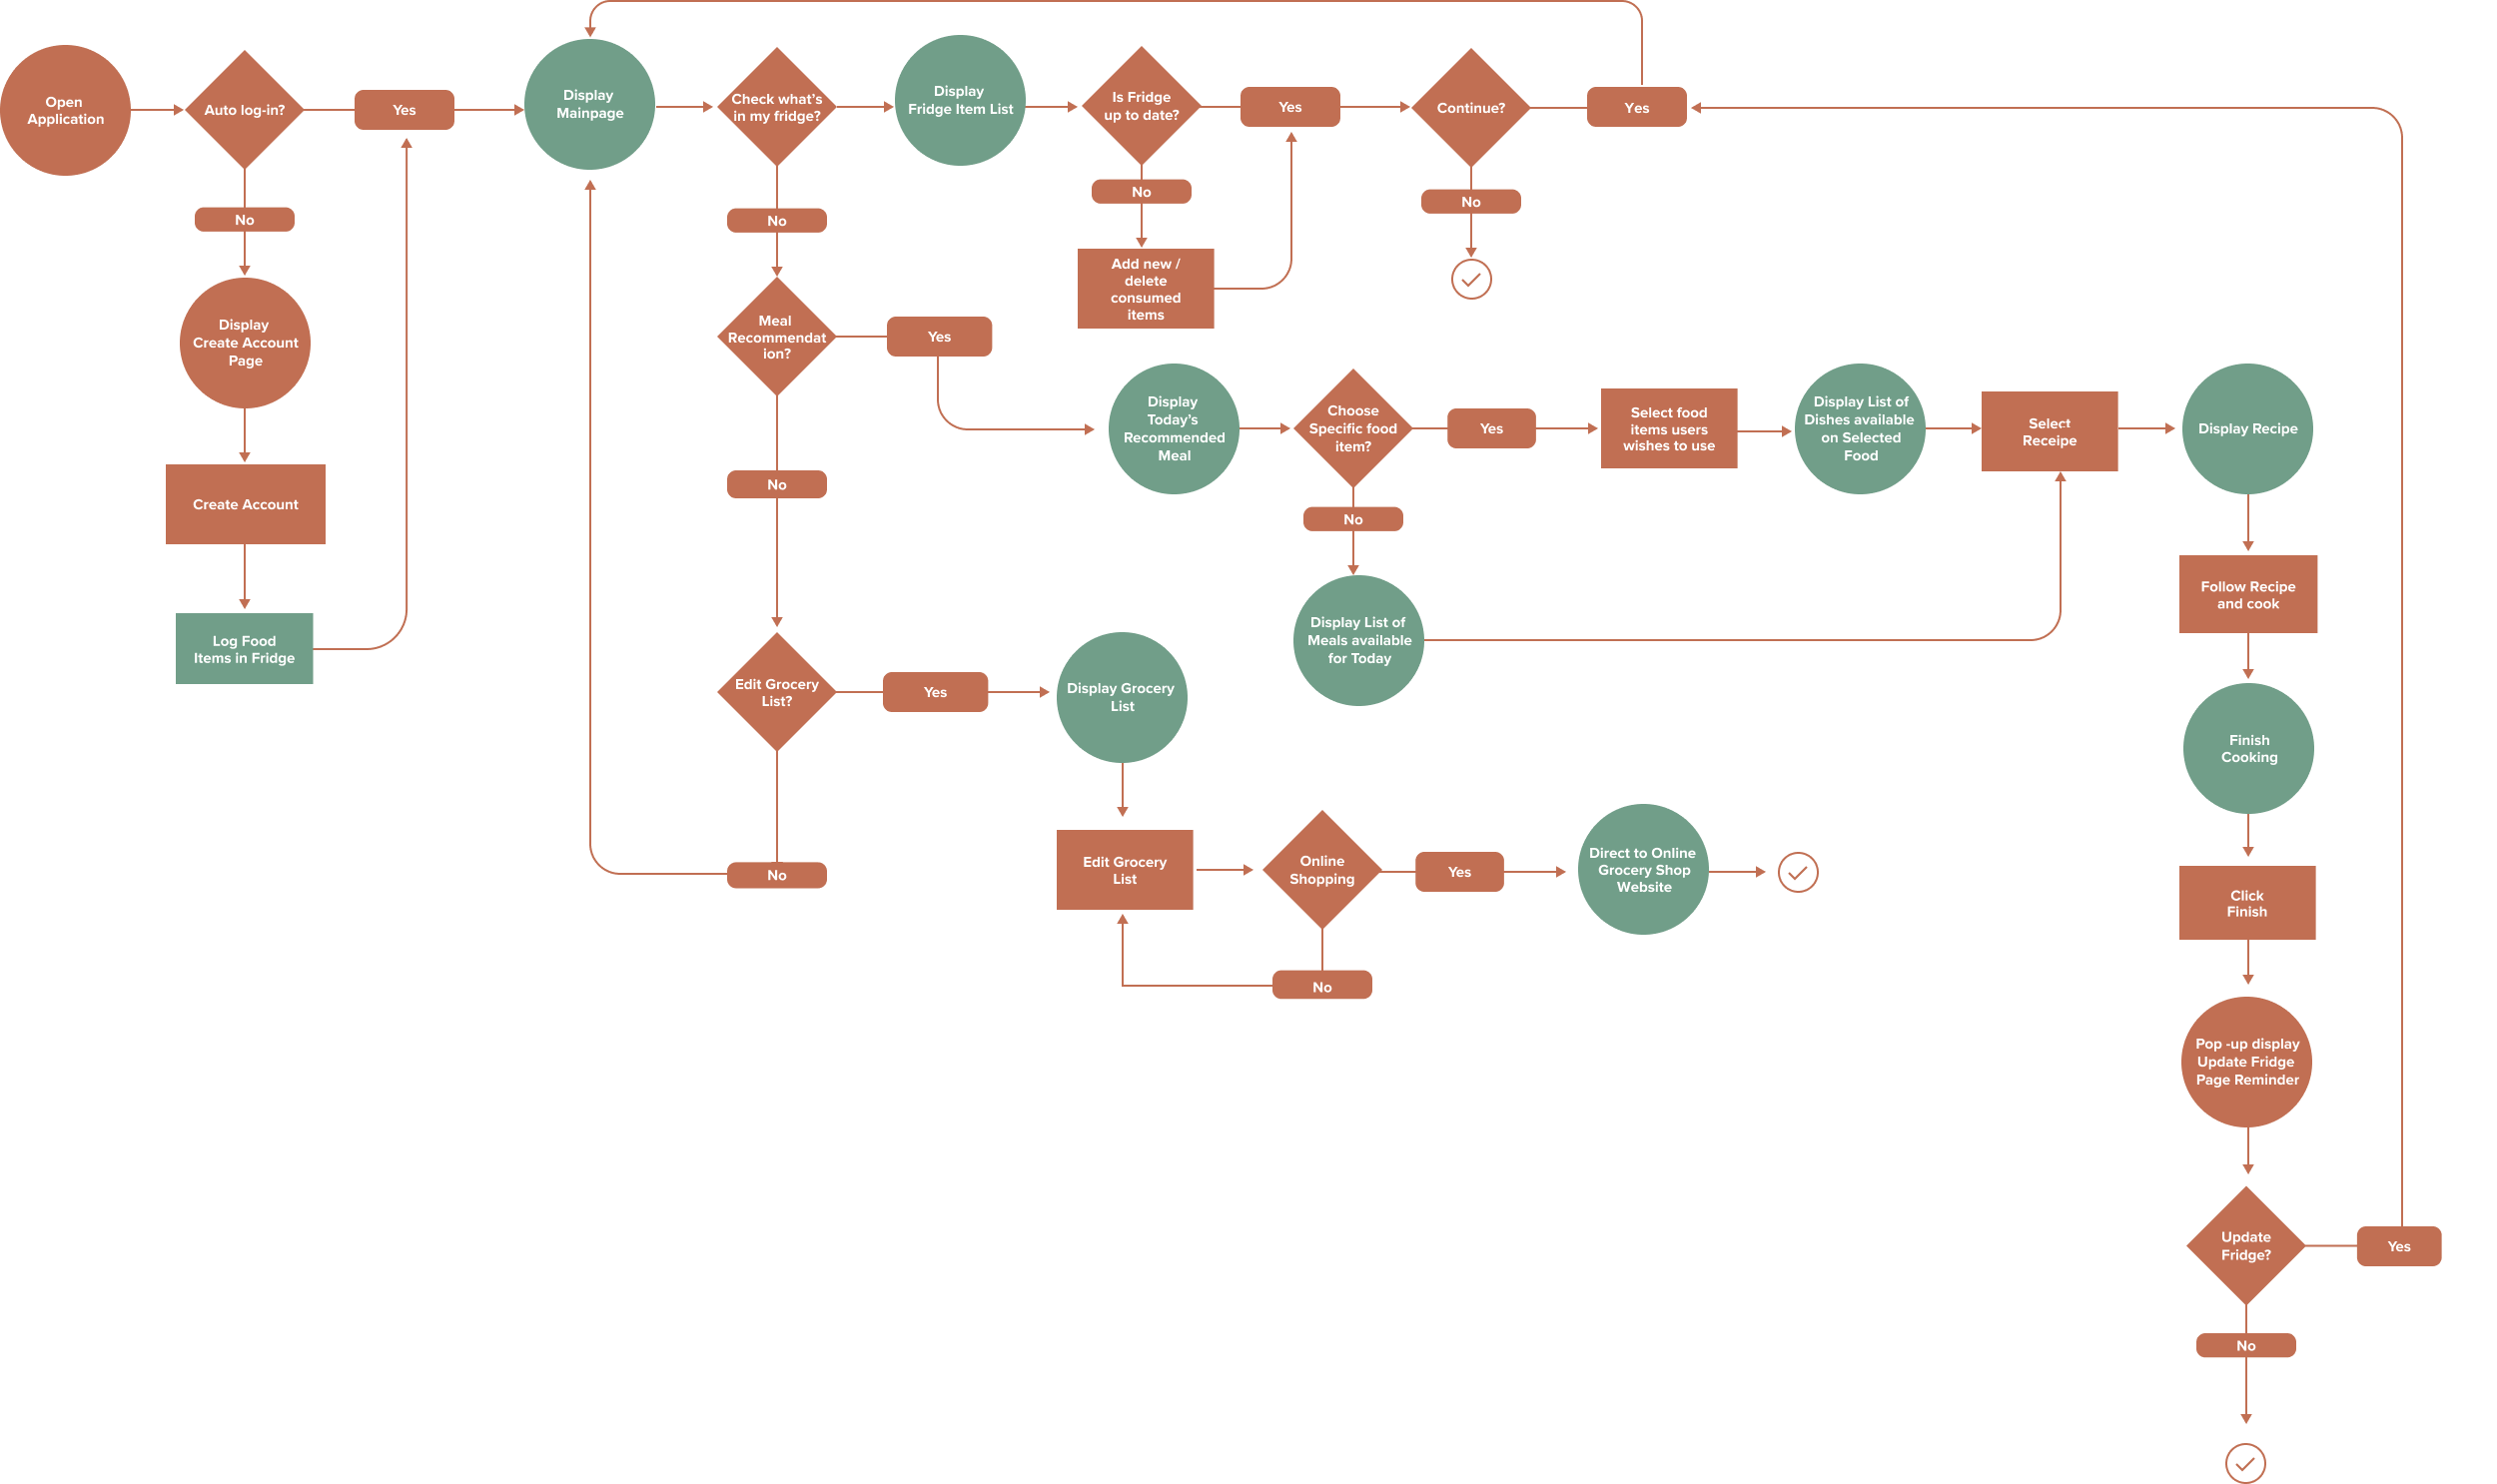 Open
Application
Auto log-in?
Yes
No
Display
Create Account
Page
Create Account
Log Food
Items in Fridge
Display
Mainpage
Check what's
in my fridge?
Display
Fridge Item List
Is Fridge
up to date?
Yes
No
Add new /
delete
consumed
items
Continue?
Yes
No
No
Meal
Recommendat
ion?
Yes
No
Display
Today's
Recommended
Meal
Choose
Specific food
item?
Yes
No
Select food
items users
wishes to use
Display List of
Dishes available
on Selected
Food
Select
Receipe
Display Recipe
Display List of
Meals available
for Today
Follow Recipe
and cook
Finish
Cooking
Click
Finish
Pop -up display
Update Fridge
Page Reminder
Update
Fridge?
Yes
No
Edit Grocery
List?
Yes
No
Display Grocery
List
Edit Grocery
List
Online
Shopping
Yes
No
Direct to Online
Grocery Shop
Website